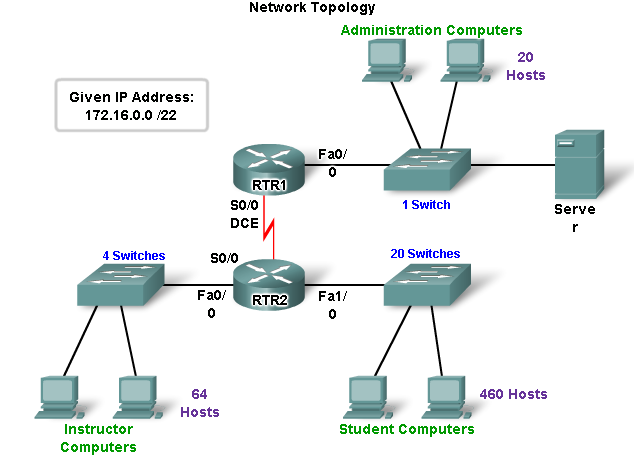 Network Topology
Administration Computers
20
Hosts
Given IP Address:
172.16.0.0 /22
Fa0/
0
RTR1
1 Switch
Serve
r
S0/0
DCE
4 Switches
S0/0
20 Switches
Fa0/
0
RTR2
Fa1/
0
64
Hosts
460 Hosts
Instructor
Computers
Student Computers